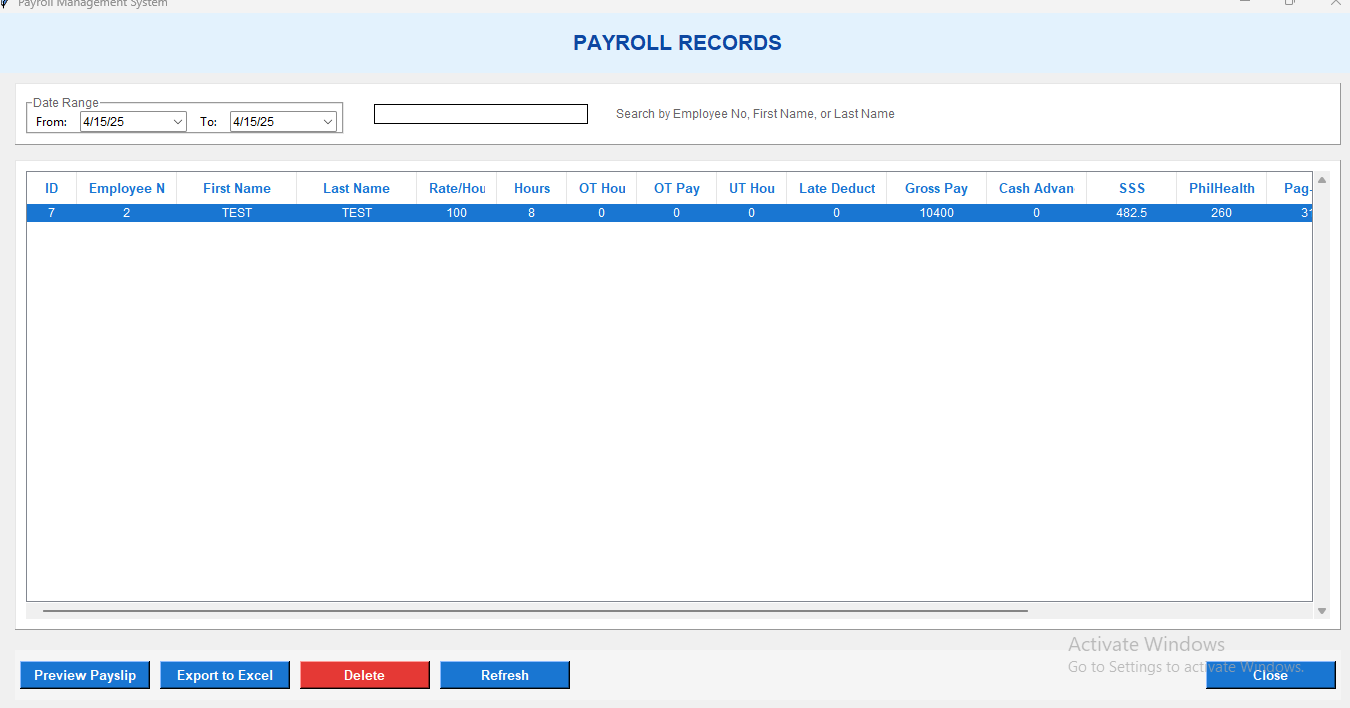 Payroll Management System
PAYROLL RECORDS
Date Range
From: 4/15/25 To: 4/15/25 Search by Employee No, First Name, or Last Name
ID Employee N First Name Last Name Rate/Hou Hours OT Hou OT Pay UT Hou Late Deduct Gross Pay Cash Advan SSS PhilHealth Pag-
7 2 TEST TEST 100 8 0 0 0 0 10400 0 482.5 260 31
Activate Windows
Go to Settings to activate Windows.
Preview Payslip Export to Excel Delete Refresh Close